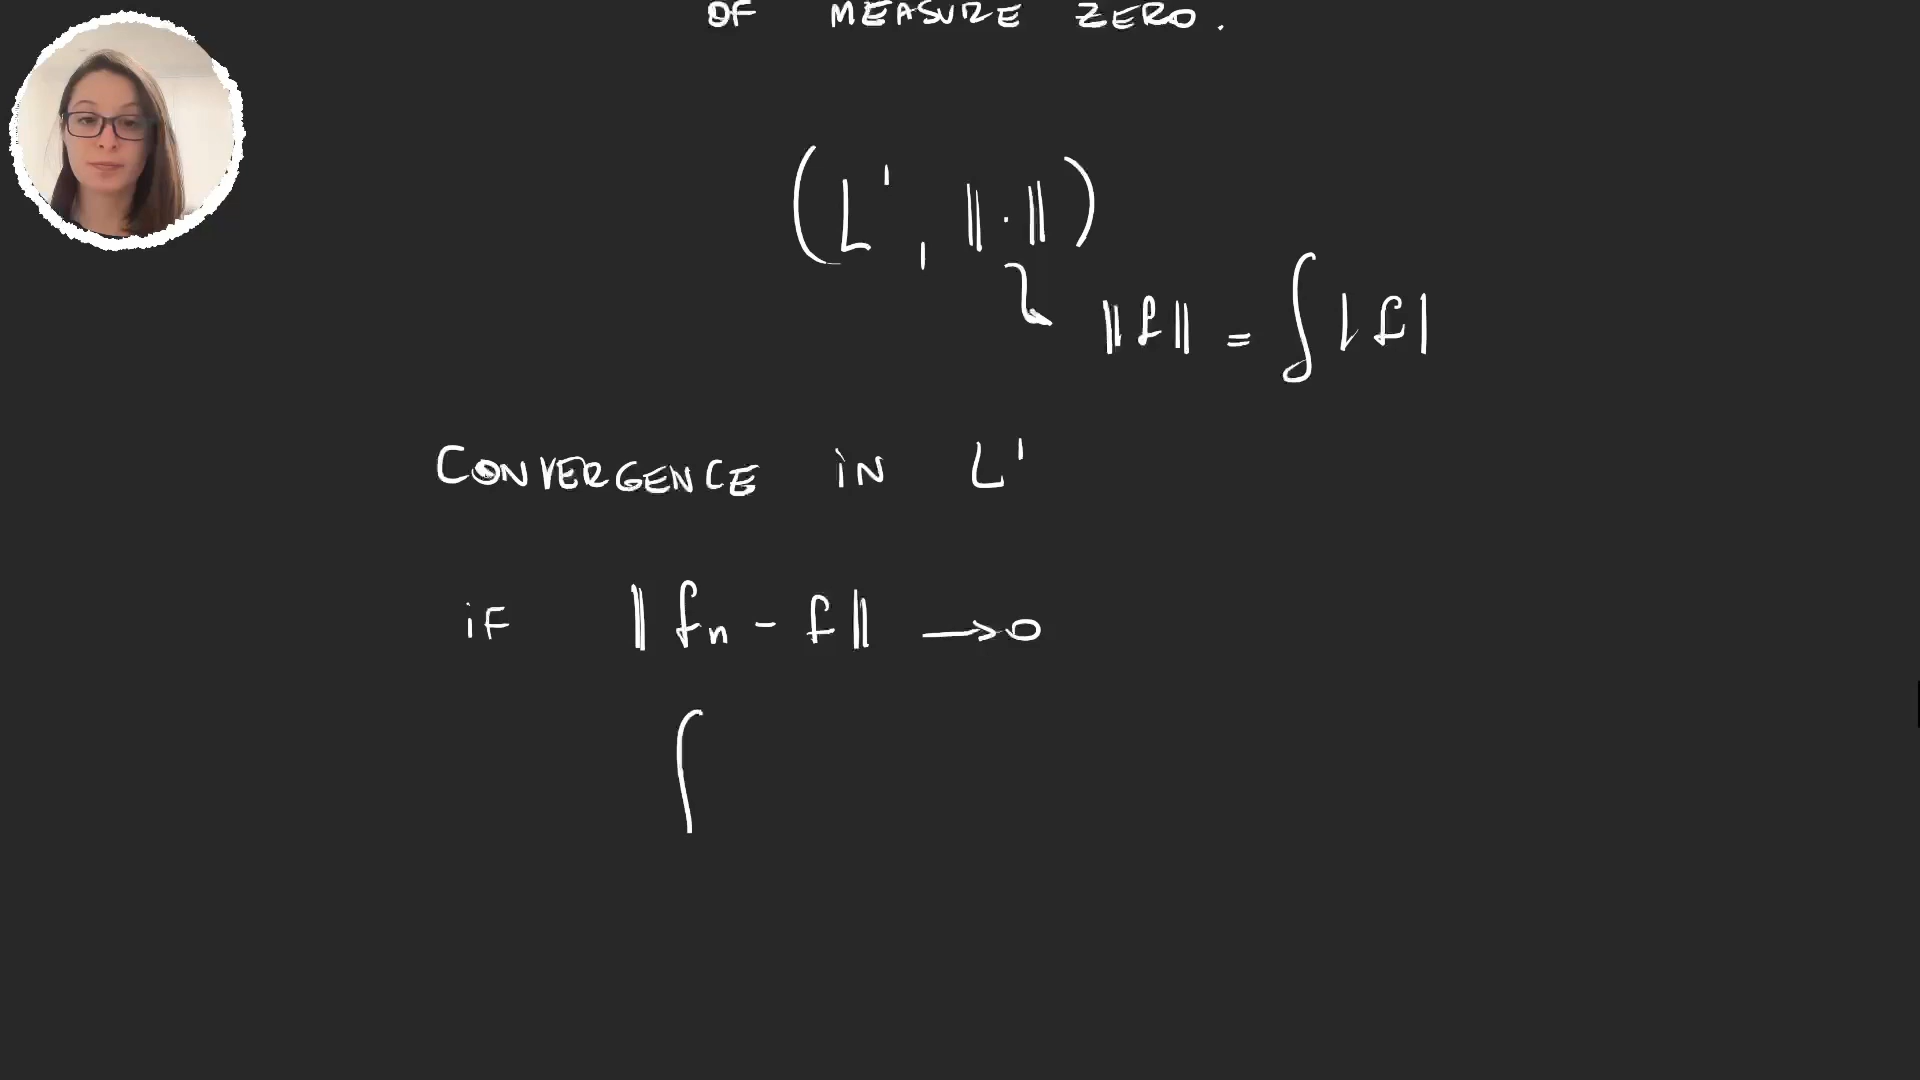 OF MEASURE ZERO.
(L¹, ‖·‖)
‖f‖ = ∫|f|
CONVERGENCE IN L¹
iF ‖fn - f‖ → 0
∫